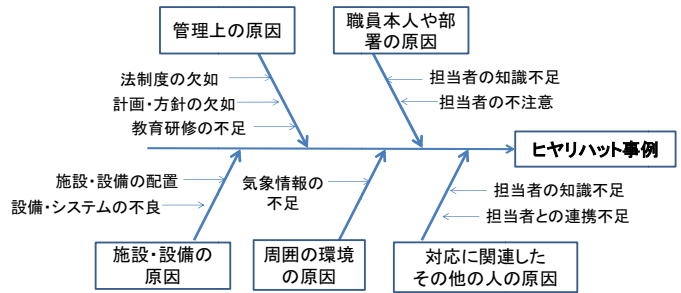 管理上の原因
職員本人や部
署の原因
法制度の欠如
計画・方針の欠如
教育研修の不足
担当者の知識不足
担当者の不注意
ヒヤリハット事例
施設・設備の配置
設備・システムの不良
気象情報の
不足
担当者の知識不足
担当者との連携不足
施設・設備の
原因
周囲の環境
の原因
対応に関連した
その他の人の原因